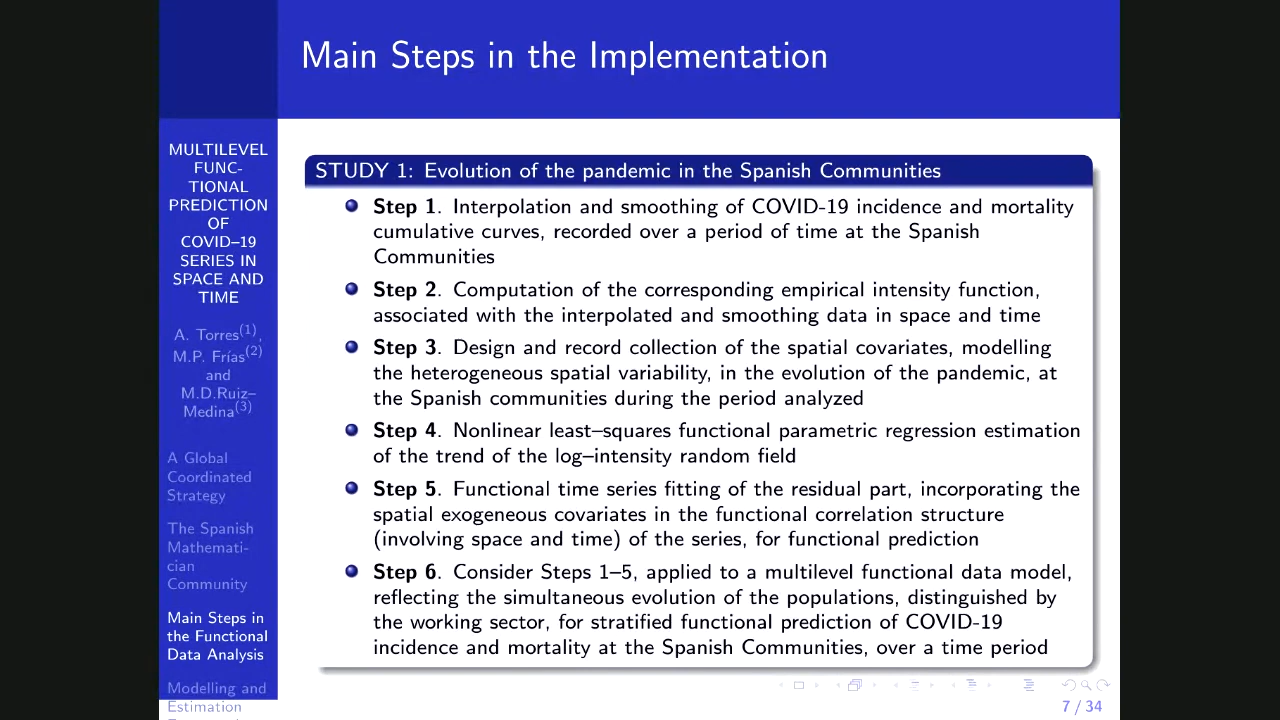 Main Steps in the Implementation
MULTILEVEL
FUNC-
TIONAL
PREDICTION
OF
COVID–19
SERIES IN
SPACE AND
TIME
A. Torres(1),
M.P. Frías(2)
and
M.D.Ruiz–
Medina(3)
A Global
Coordinated
Strategy
The Spanish
Mathemati-
cian
Community
Main Steps in
the Functional
Data Analysis
Modelling and
Estimation
STUDY 1: Evolution of the pandemic in the Spanish Communities
Step 1. Interpolation and smoothing of COVID-19 incidence and mortality
cumulative curves, recorded over a period of time at the Spanish
Communities
Step 2. Computation of the corresponding empirical intensity function,
associated with the interpolated and smoothing data in space and time
Step 3. Design and record collection of the spatial covariates, modelling
the heterogeneous spatial variability, in the evolution of the pandemic, at
the Spanish communities during the period analyzed
Step 4. Nonlinear least–squares functional parametric regression estimation
of the trend of the log–intensity random field
Step 5. Functional time series fitting of the residual part, incorporating the
spatial exogeneous covariates in the functional correlation structure
(involving space and time) of the series, for functional prediction
Step 6. Consider Steps 1–5, applied to a multilevel functional data model,
reflecting the simultaneous evolution of the populations, distinguished by
the working sector, for stratified functional prediction of COVID-19
incidence and mortality at the Spanish Communities, over a time period
7 / 34